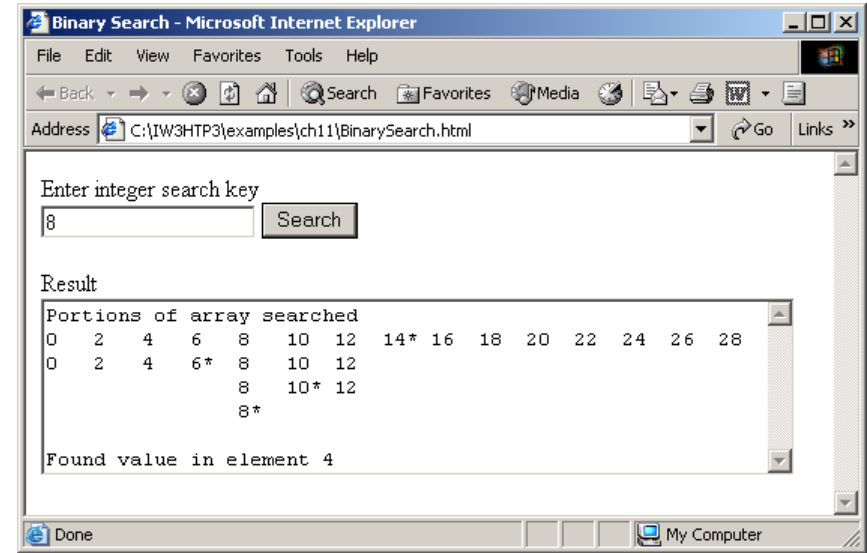 Binary Search - Microsoft Internet Explorer
File Edit View Favorites Tools Help
Back Search Favorites Media
Address C:\IW3HTP3\examples\ch11\BinarySearch.html Go Links »
Enter integer search key
8 Search
Result
Portions of array searched
0 2 4 6 8 10 12 14* 16 18 20 22 24 26 28
0 2 4 6* 8 10 12
8 10* 12
8*
Found value in element 4
Done My Computer